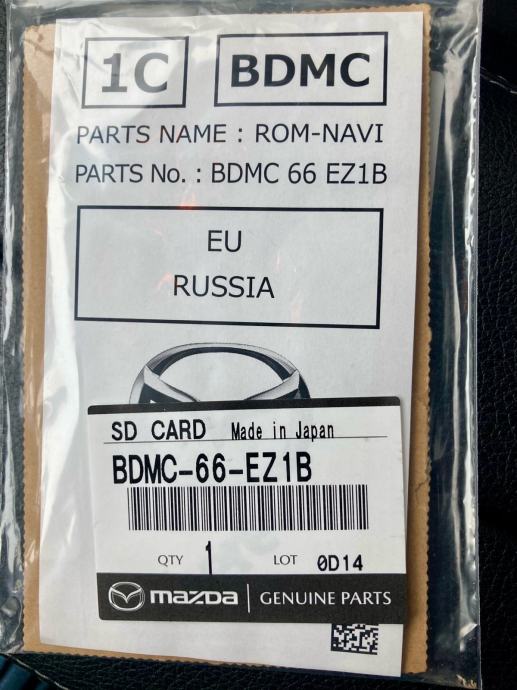 1C BDMC
PARTS NAME : ROM-NAVI
PARTS No. : BDMC 66 EZ1B
EU
RUSSIA
SD CARD Made in Japan
BDMC-66-EZ1B
QTY 1 LOT 0D14
mazda GENUINE PARTS